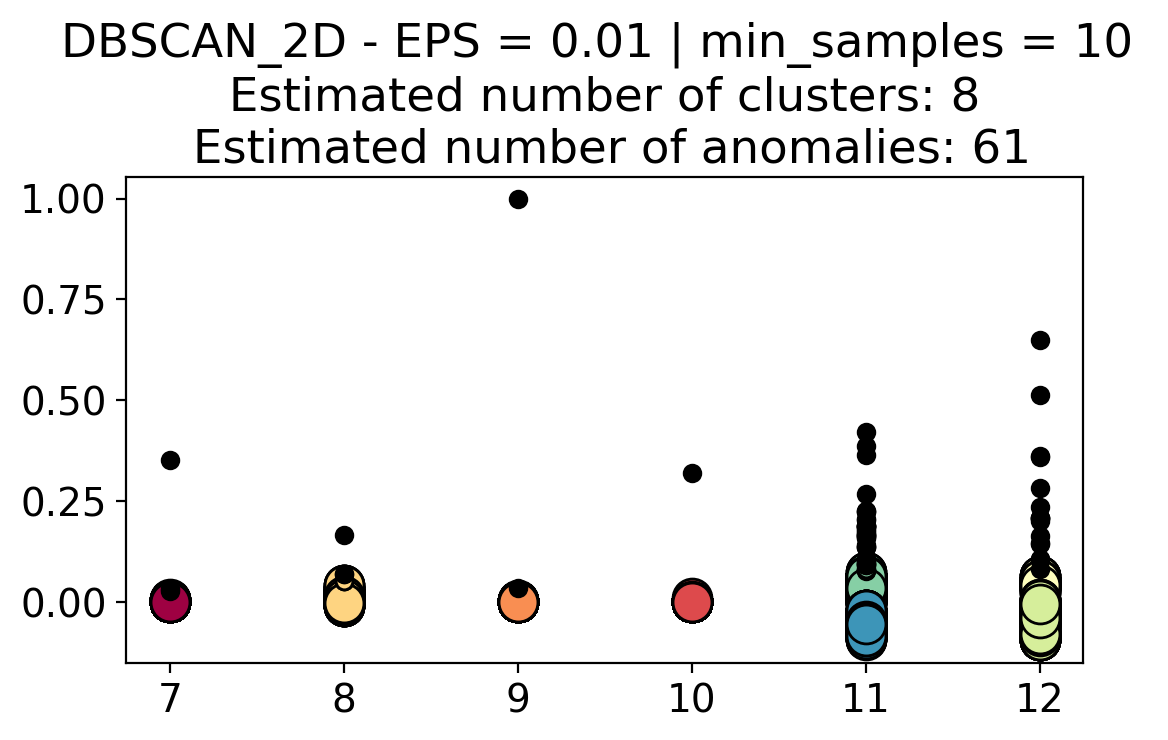 DBSCAN_2D - EPS = 0.01 | min_samples = 10
Estimated number of clusters: 8
Estimated number of anomalies: 61
1.00
0.75
0.50
0.25
0.00
7 8 9 10 11 12